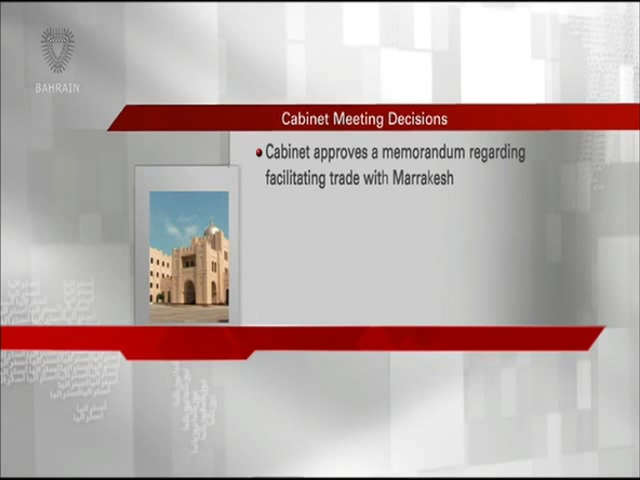 BAHRAIN
Cabinet Meeting Decisions
Cabinet approves a memorandum regarding
facilitating trade with Marrakesh